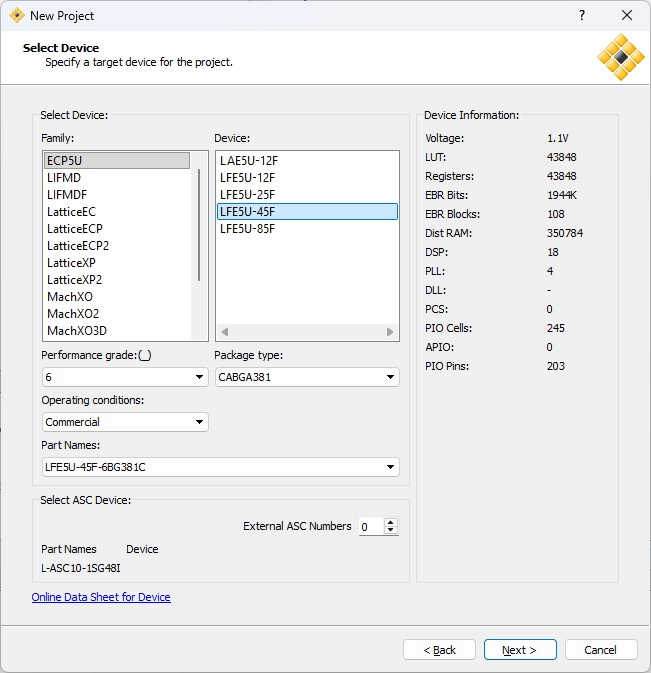 New Project
Select Device
Specify a target device for the project.
Select Device:
Family:
ECP5U
LIFMD
LIFMDF
LatticeEC
LatticeECP
LatticeECP2
LatticeXP
LatticeXP2
MachXO
MachXO2
MachXO3D
Device:
LAE5U-12F
LFE5U-12F
LFE5U-25F
LFE5U-45F
LFE5U-85F
Performance grade:(_)
6
Package type:
CABGA381
Operating conditions:
Commercial
Part Names:
LFE5U-45F-6BG381C
Select ASC Device:
External ASC Numbers 0
Part Names Device
L-ASC10-1SG48I
Online Data Sheet for Device
Device Information:
Voltage: 1.1V
LUT: 43848
Registers: 43848
EBR Bits: 1944K
EBR Blocks: 108
Dist RAM: 350784
DSP: 18
PLL: 4
DLL: -
PCS: 0
PIO Cells: 245
APIO: 0
PIO Pins: 203
< Back
Next >
Cancel